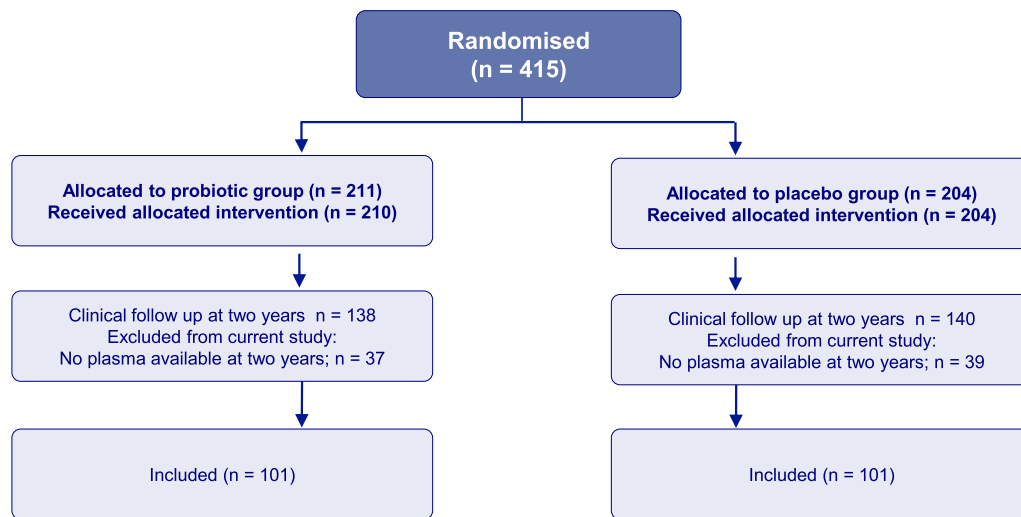 Randomised
(n = 415)
Allocated to probiotic group (n = 211)
Received allocated intervention (n = 210)
Allocated to placebo group (n = 204)
Received allocated intervention (n = 204)
Clinical follow up at two years  n = 138
Excluded from current study:
No plasma available at two years; n = 37
Clinical follow up at two years  n = 140
Excluded from current study:
No plasma available at two years; n = 39
Included (n = 101)
Included (n = 101)